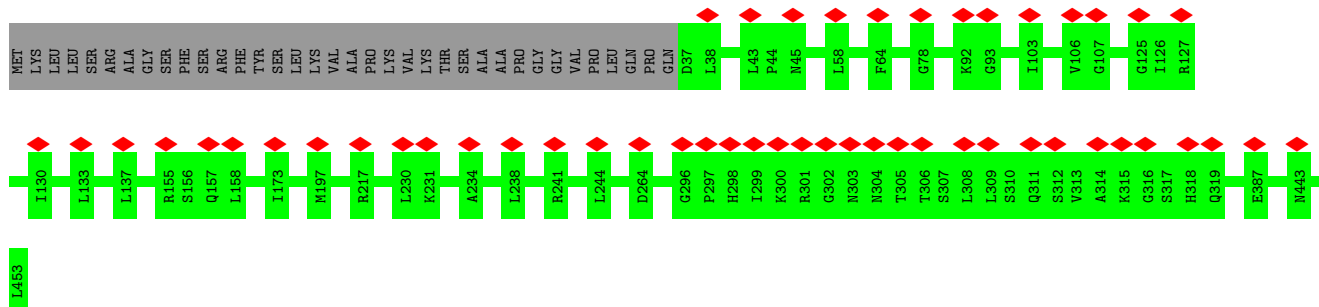 MET LYS LEU LEU SER ARG ALA GLY SER PHE SER ARG PHE TYR SER LEU LYS VAL ALA PRO LYS VAL LYS THR SER ALA ALA PRO GLY GLY VAL PRO LEU GLN PRO GLN D37 L38 L43 P44 N45 L58 F64 G78 K92 G93 I103 V106 G107 G125 I126 R127
I130 L133 L137 R155 S156 Q157 L158 I173 M197 R217 L230 K231 A234 L238 R241 L244 D264 G296 P297 H298 I299 K300 R301 G302 N303 N304 T305 T306 S307 L308 L309 S310 Q311 S312 V313 A314 K315 G316 S317 H318 Q319 E387 N443
L453